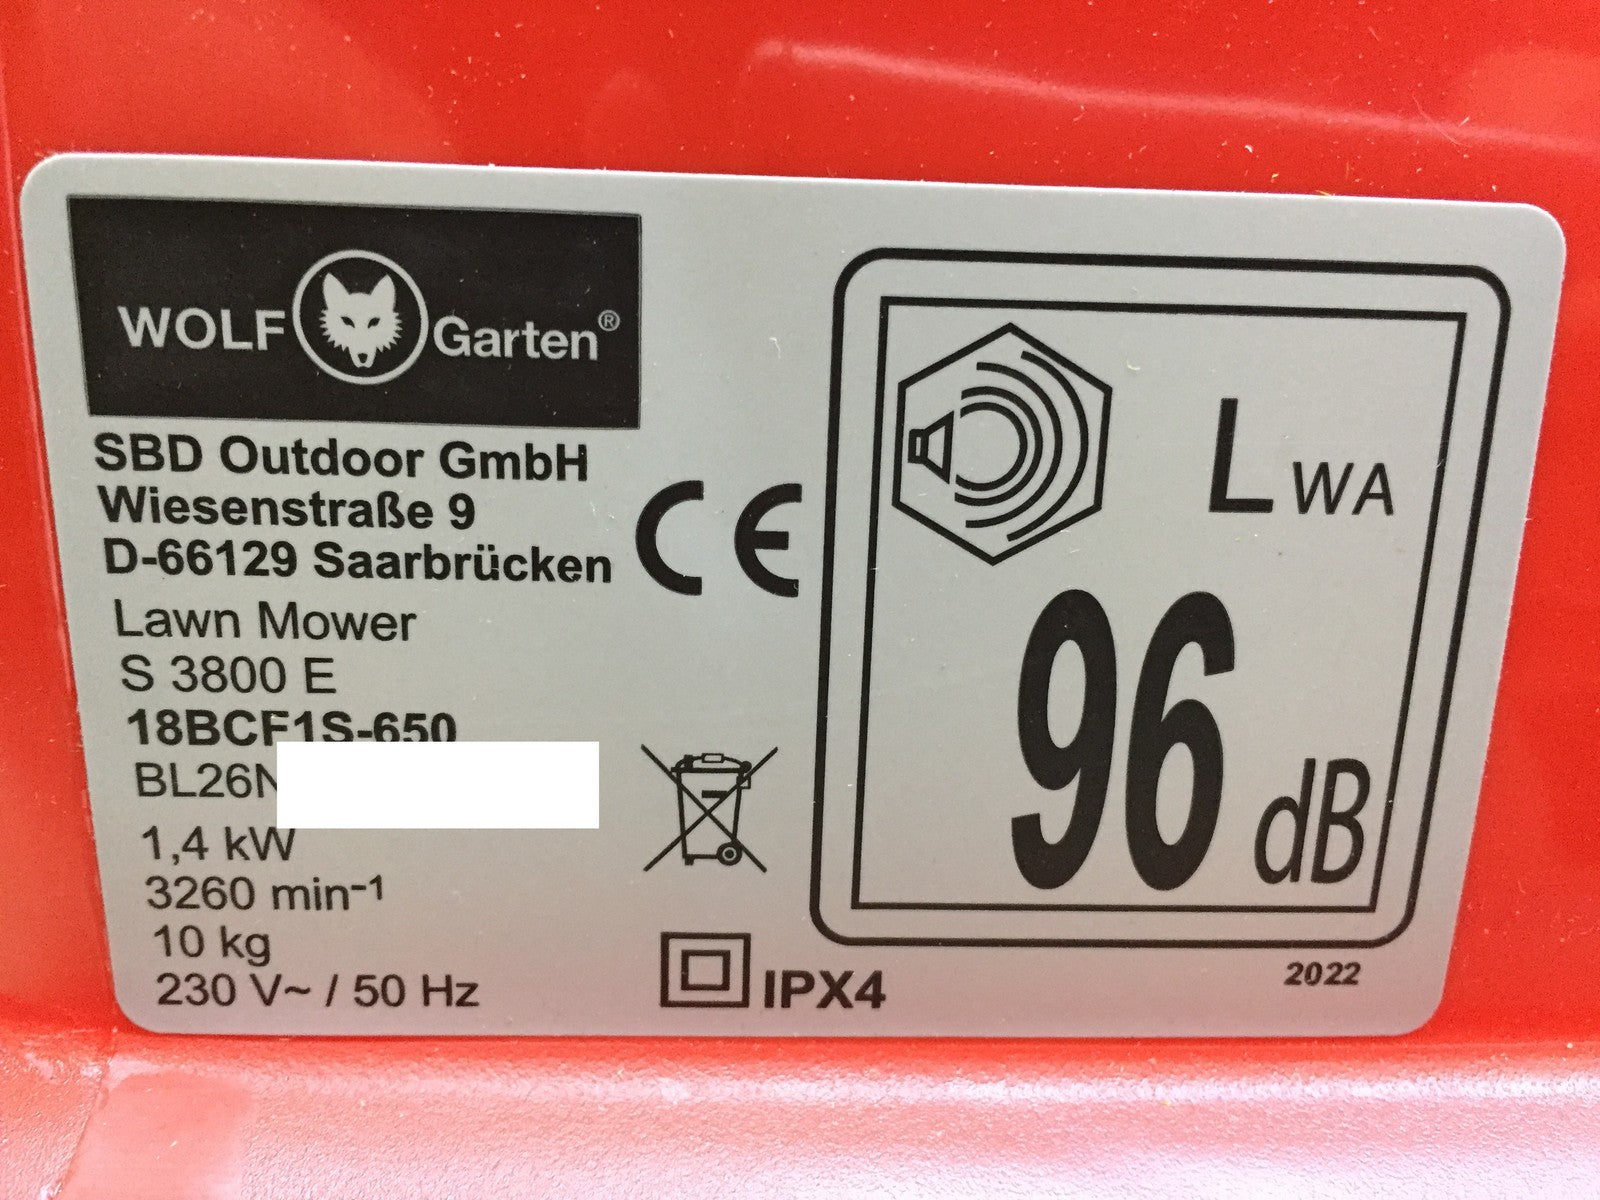 WOLF Garten®
SBD Outdoor GmbH
Wiesenstraße 9
D-66129 Saarbrücken
Lawn Mower
S 3800 E
18BCF1S-650
BL26N
1,4 kW
3260 min-1
10 kg
230 V~ / 50 Hz
CE
IPX4
LWA
96 dB
2022